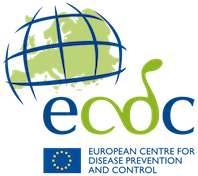 ecdc
EUROPEAN CENTRE FOR
DISEASE PREVENTION
AND CONTROL